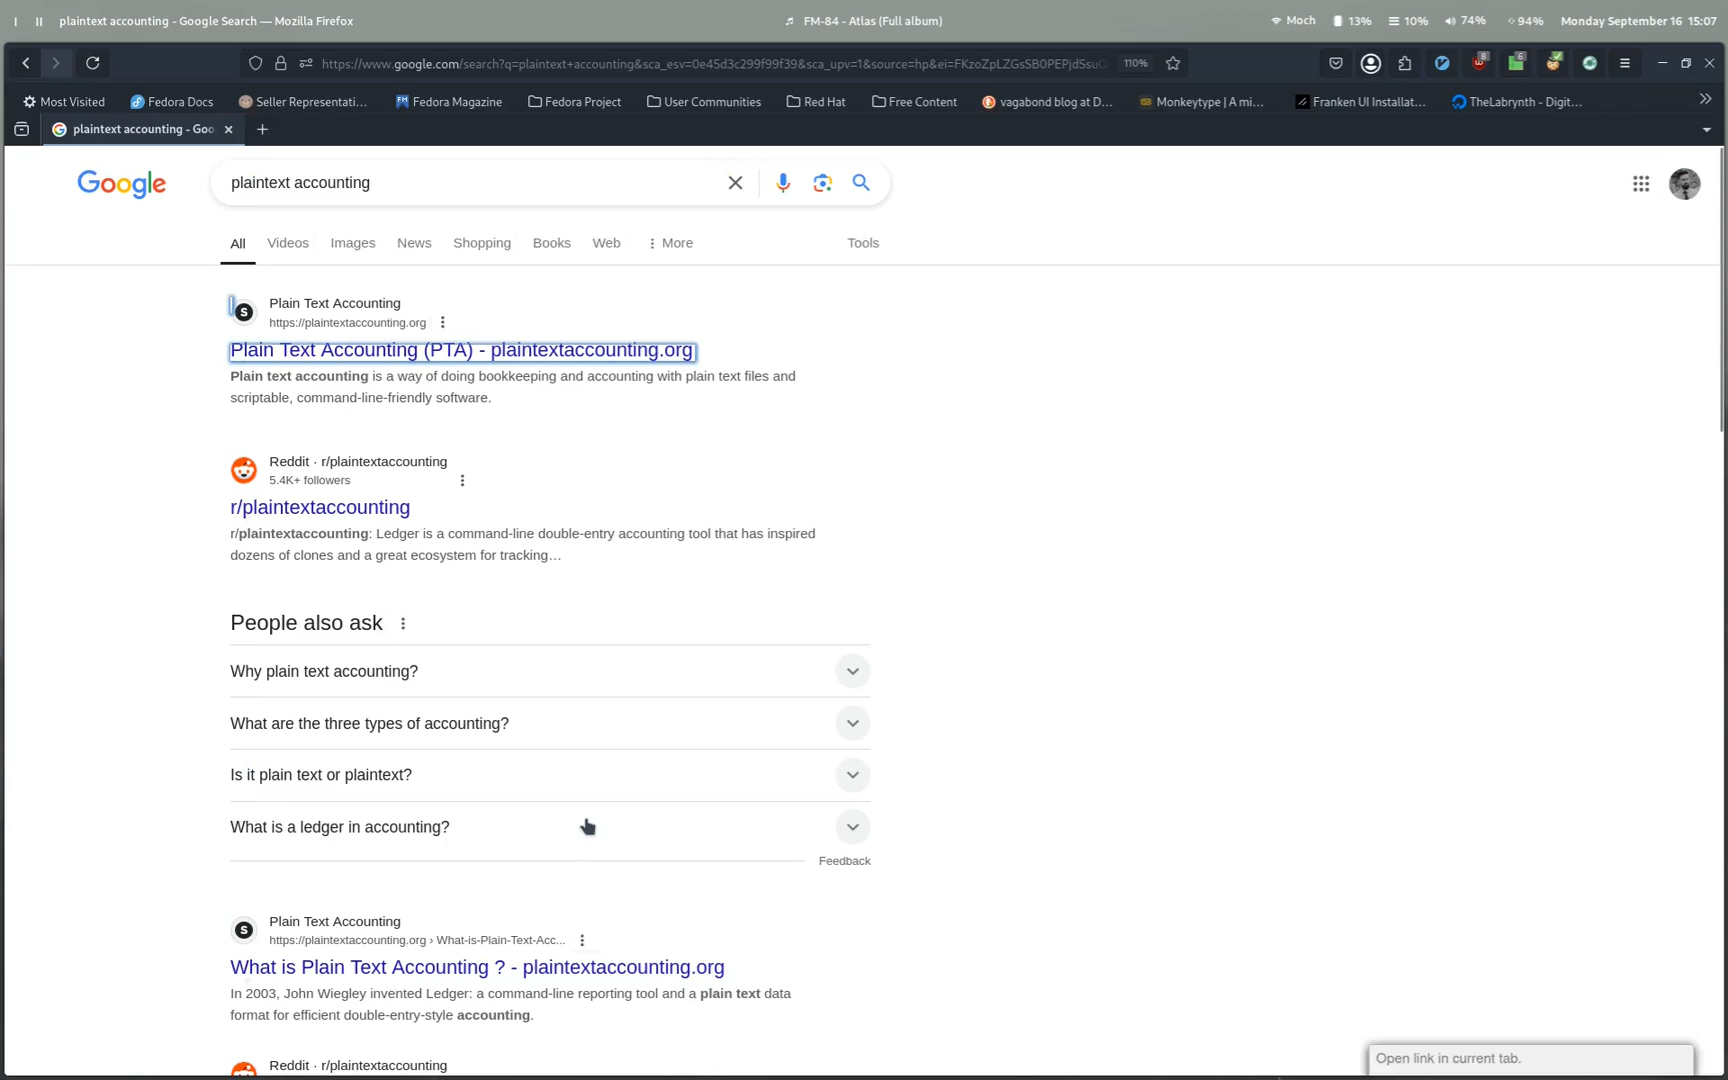 plaintext accounting - Google Search — Mozilla Firefox
FM-84 - Atlas (Full album)
Moch 13% 10% 74% 94% Monday September 16 15:07
https://www.google.com/search?q=plaintext+accounting&sca_esv=0e45d3c299f99f39&sca_upv=1&source=hp&ei=FKzoZpLZGsSB0PEPjdSsuO 110%
8 6
Most Visited Fedora Docs Seller Representati... Fedora Magazine Fedora Project User Communities Red Hat Free Content vagabond blog at D... Monkeytype | A mi... Franken UI Installat... TheLabrynth - Digit...
plaintext accounting - Goo
Google
plaintext accounting
All Videos Images News Shopping Books Web More Tools
S
Plain Text Accounting
https://plaintextaccounting.org
Plain Text Accounting (PTA) - plaintextaccounting.org
Plain text accounting is a way of doing bookkeeping and accounting with plain text files and
scriptable, command-line-friendly software.
Reddit · r/plaintextaccounting
5.4K+ followers
r/plaintextaccounting
r/plaintextaccounting: Ledger is a command-line double-entry accounting tool that has inspired
dozens of clones and a great ecosystem for tracking…
People also ask
Why plain text accounting?
What are the three types of accounting?
Is it plain text or plaintext?
What is a ledger in accounting?
Feedback
S
Plain Text Accounting
https://plaintextaccounting.org › What-is-Plain-Text-Acc...
What is Plain Text Accounting ? - plaintextaccounting.org
In 2003, John Wiegley invented Ledger: a command-line reporting tool and a plain text data
format for efficient double-entry-style accounting.
Reddit · r/plaintextaccounting
Open link in current tab.